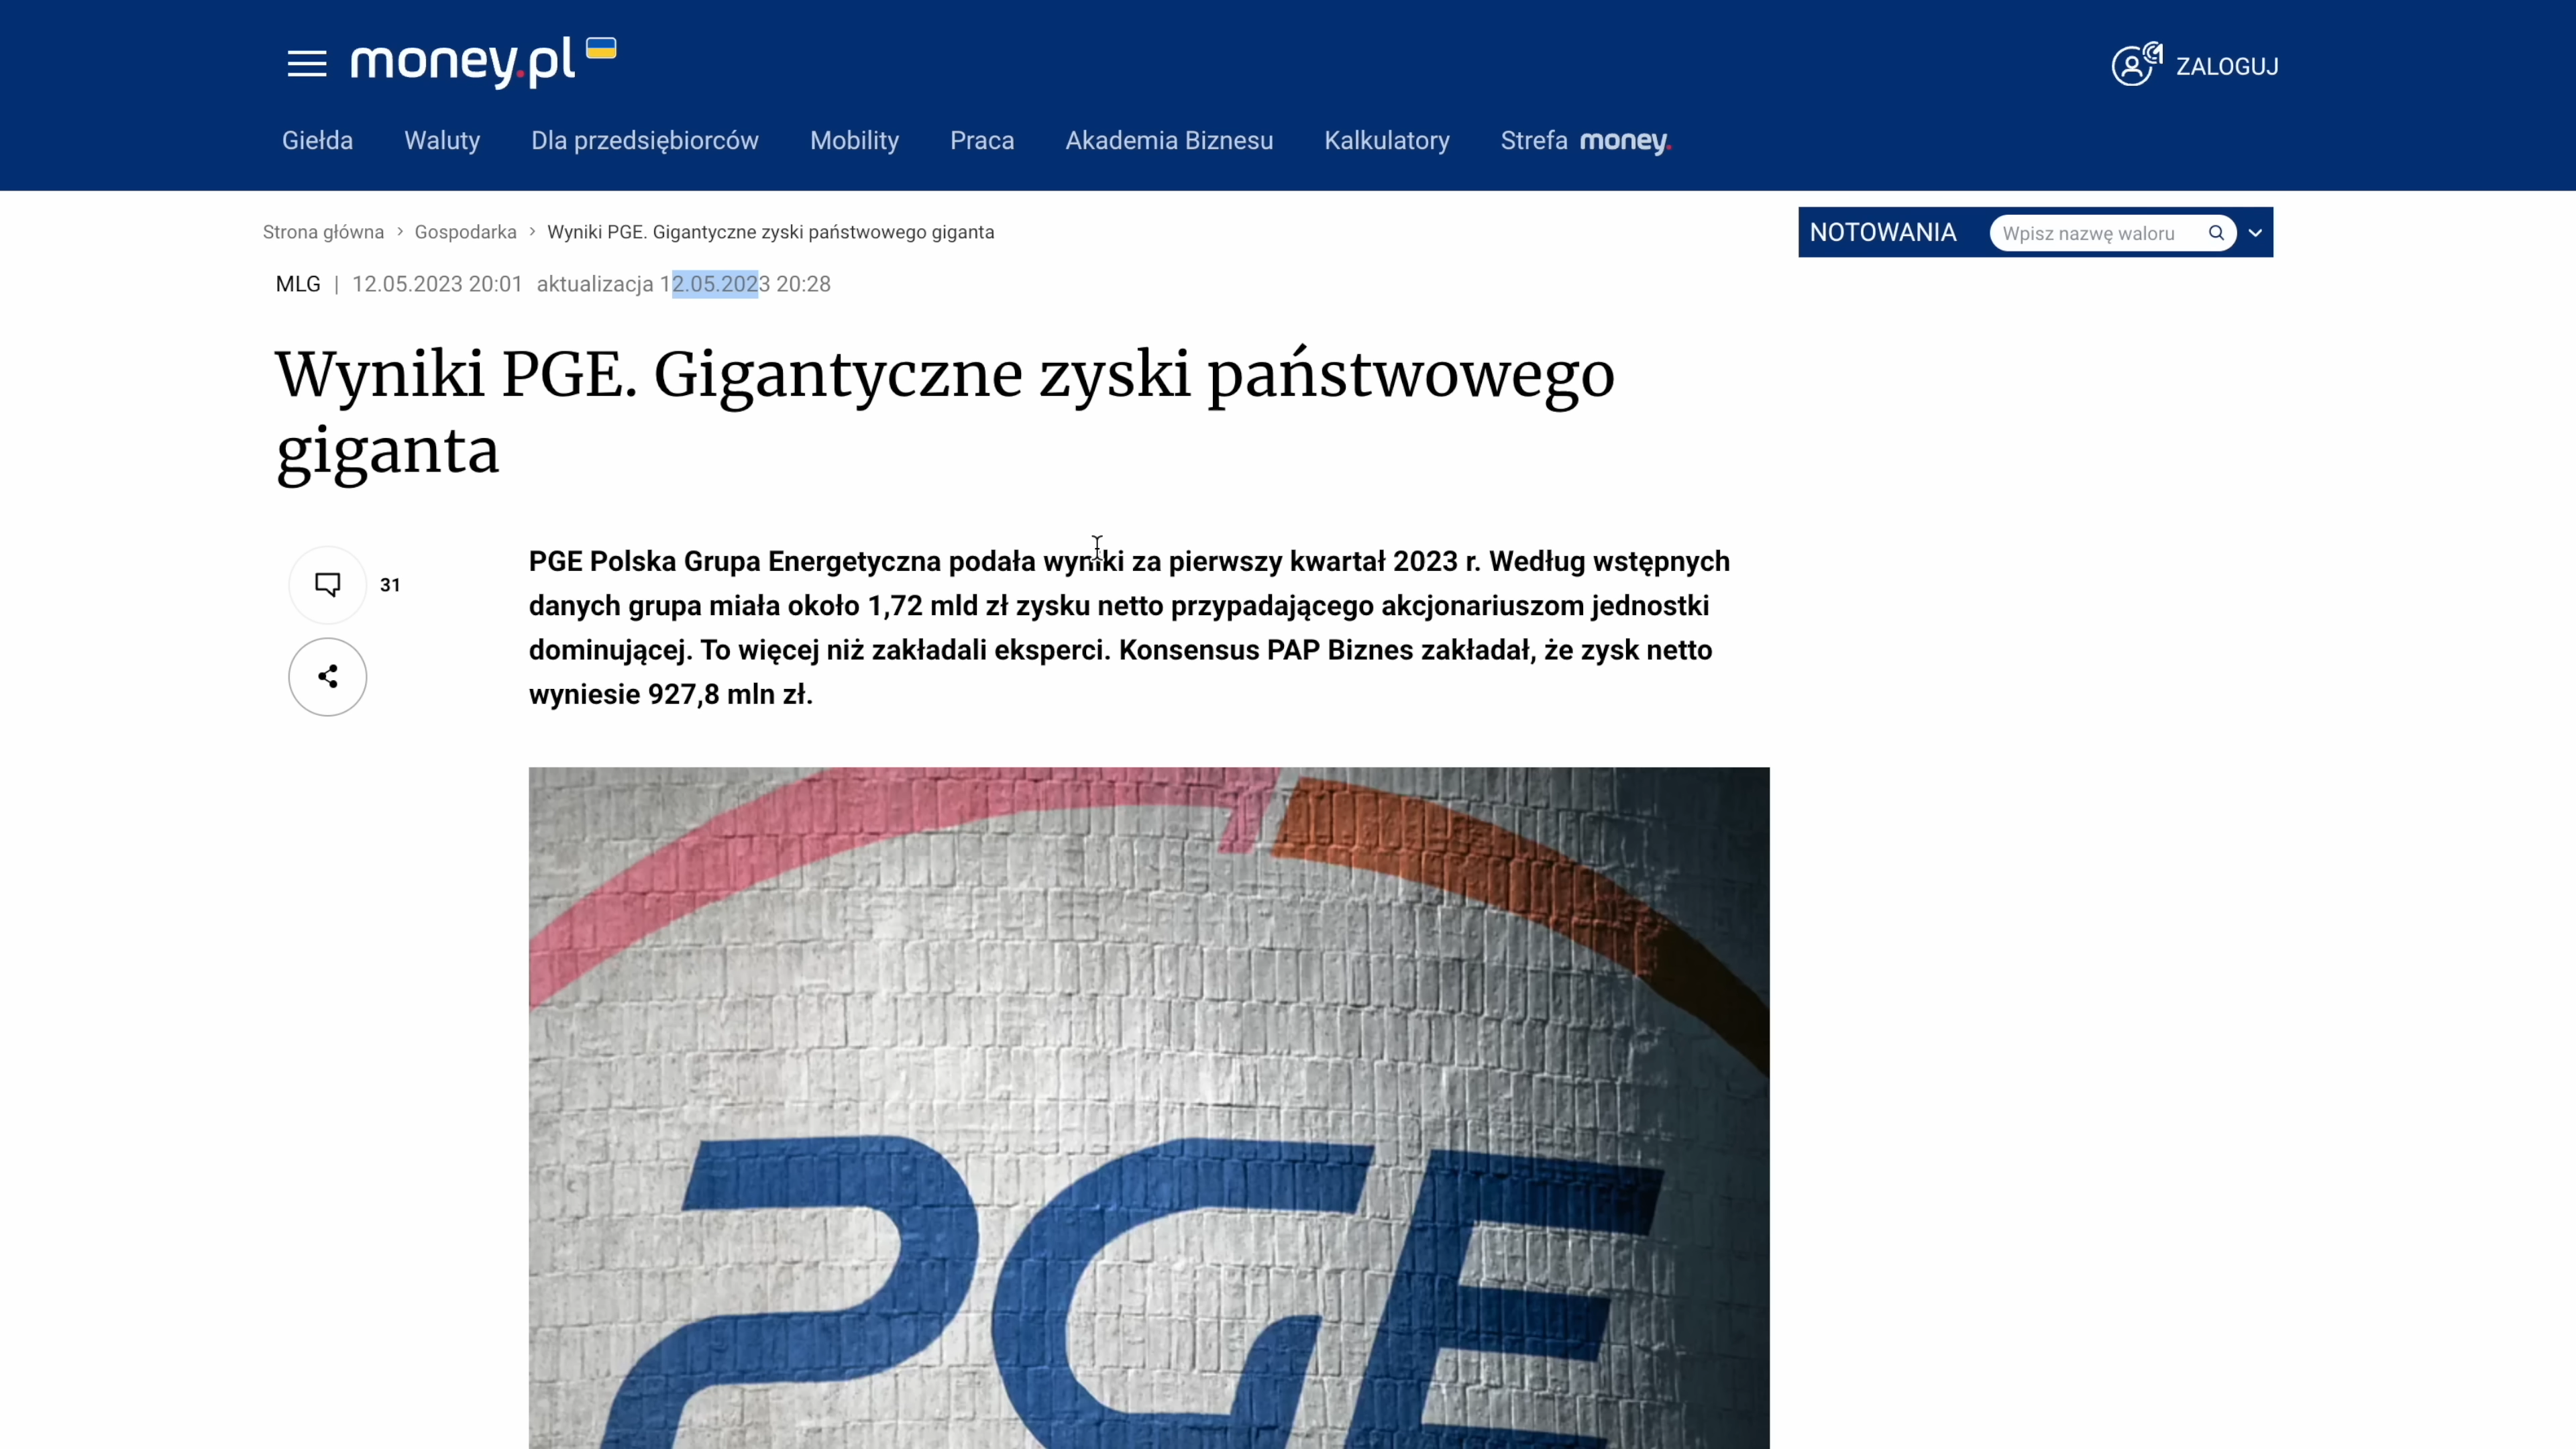 money.pl
ZALOGUJ
Giełda Waluty Dla przedsiębiorców Mobility Praca Akademia Biznesu Kalkulatory Strefa money.
Strona główna > Gospodarka > Wyniki PGE. Gigantyczne zyski państwowego giganta
NOTOWANIA Wpisz nazwę waloru
MLG | 12.05.2023 20:01 aktualizacja 12.05.2023 20:28
Wyniki PGE. Gigantyczne zyski państwowego
giganta
31
PGE Polska Grupa Energetyczna podała wyniki za pierwszy kwartał 2023 r. Według wstępnych
danych grupa miała około 1,72 mld zł zysku netto przypadającego akcjonariuszom jednostki
dominującej. To więcej niż zakładali eksperci. Konsensus PAP Biznes zakładał, że zysk netto
wyniesie 927,8 mln zł.
PGE